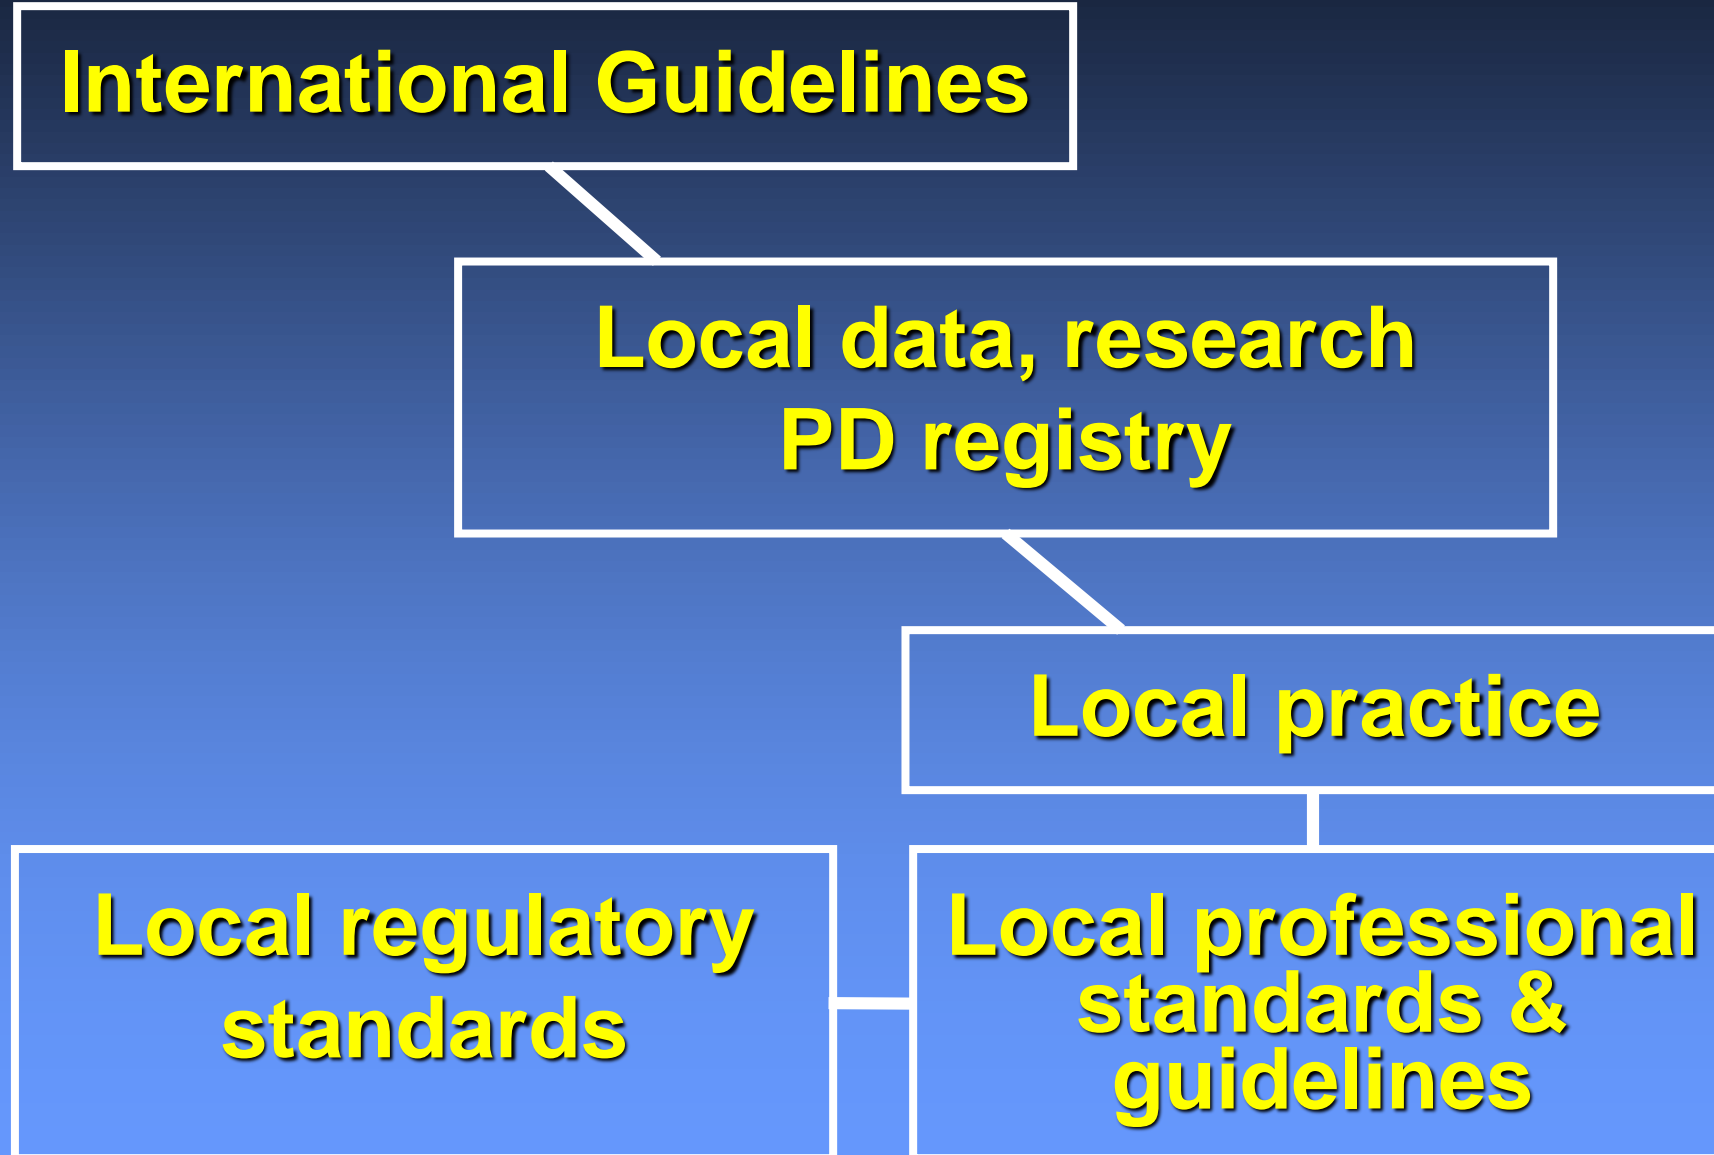 International Guidelines
Local data, research
PD registry
Local practice
Local regulatory
standards
Local professional
standards &
guidelines